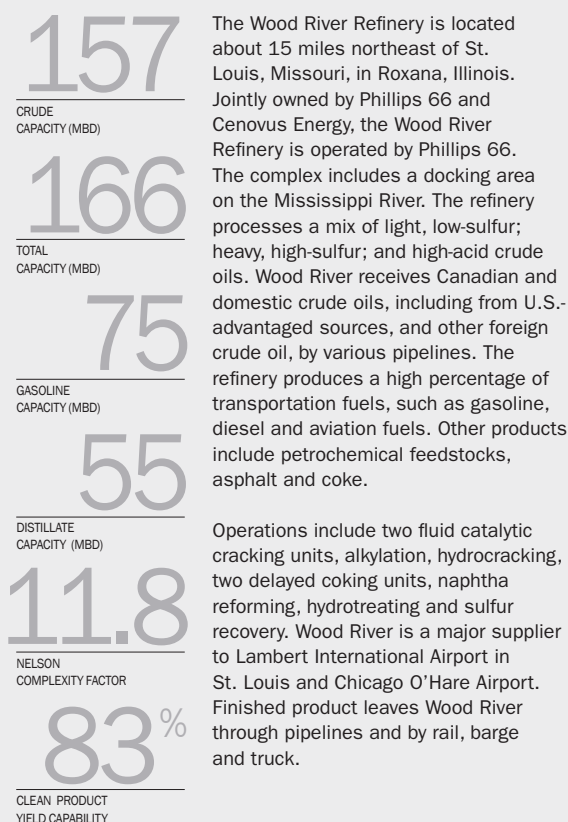 157
CRUDE
CAPACITY (MBD)
166
TOTAL
CAPACITY (MBD)
75
GASOLINE
CAPACITY (MBD)
55
DISTILLATE
CAPACITY (MBD)
11.8
NELSON
COMPLEXITY FACTOR
83%
CLEAN PRODUCT
YIELD CAPABILITY
The Wood River Refinery is located
about 15 miles northeast of St.
Louis, Missouri, in Roxana, Illinois.
Jointly owned by Phillips 66 and
Cenovus Energy, the Wood River
Refinery is operated by Phillips 66.
The complex includes a docking area
on the Mississippi River. The refinery
processes a mix of light, low-sulfur;
heavy, high-sulfur; and high-acid crude
oils. Wood River receives Canadian and
domestic crude oils, including from U.S.-
advantaged sources, and other foreign
crude oil, by various pipelines. The
refinery produces a high percentage of
transportation fuels, such as gasoline,
diesel and aviation fuels. Other products
include petrochemical feedstocks,
asphalt and coke.
Operations include two fluid catalytic
cracking units, alkylation, hydrocracking,
two delayed coking units, naphtha
reforming, hydrotreating and sulfur
recovery. Wood River is a major supplier
to Lambert International Airport in
St. Louis and Chicago O'Hare Airport.
Finished product leaves Wood River
through pipelines and by rail, barge
and truck.